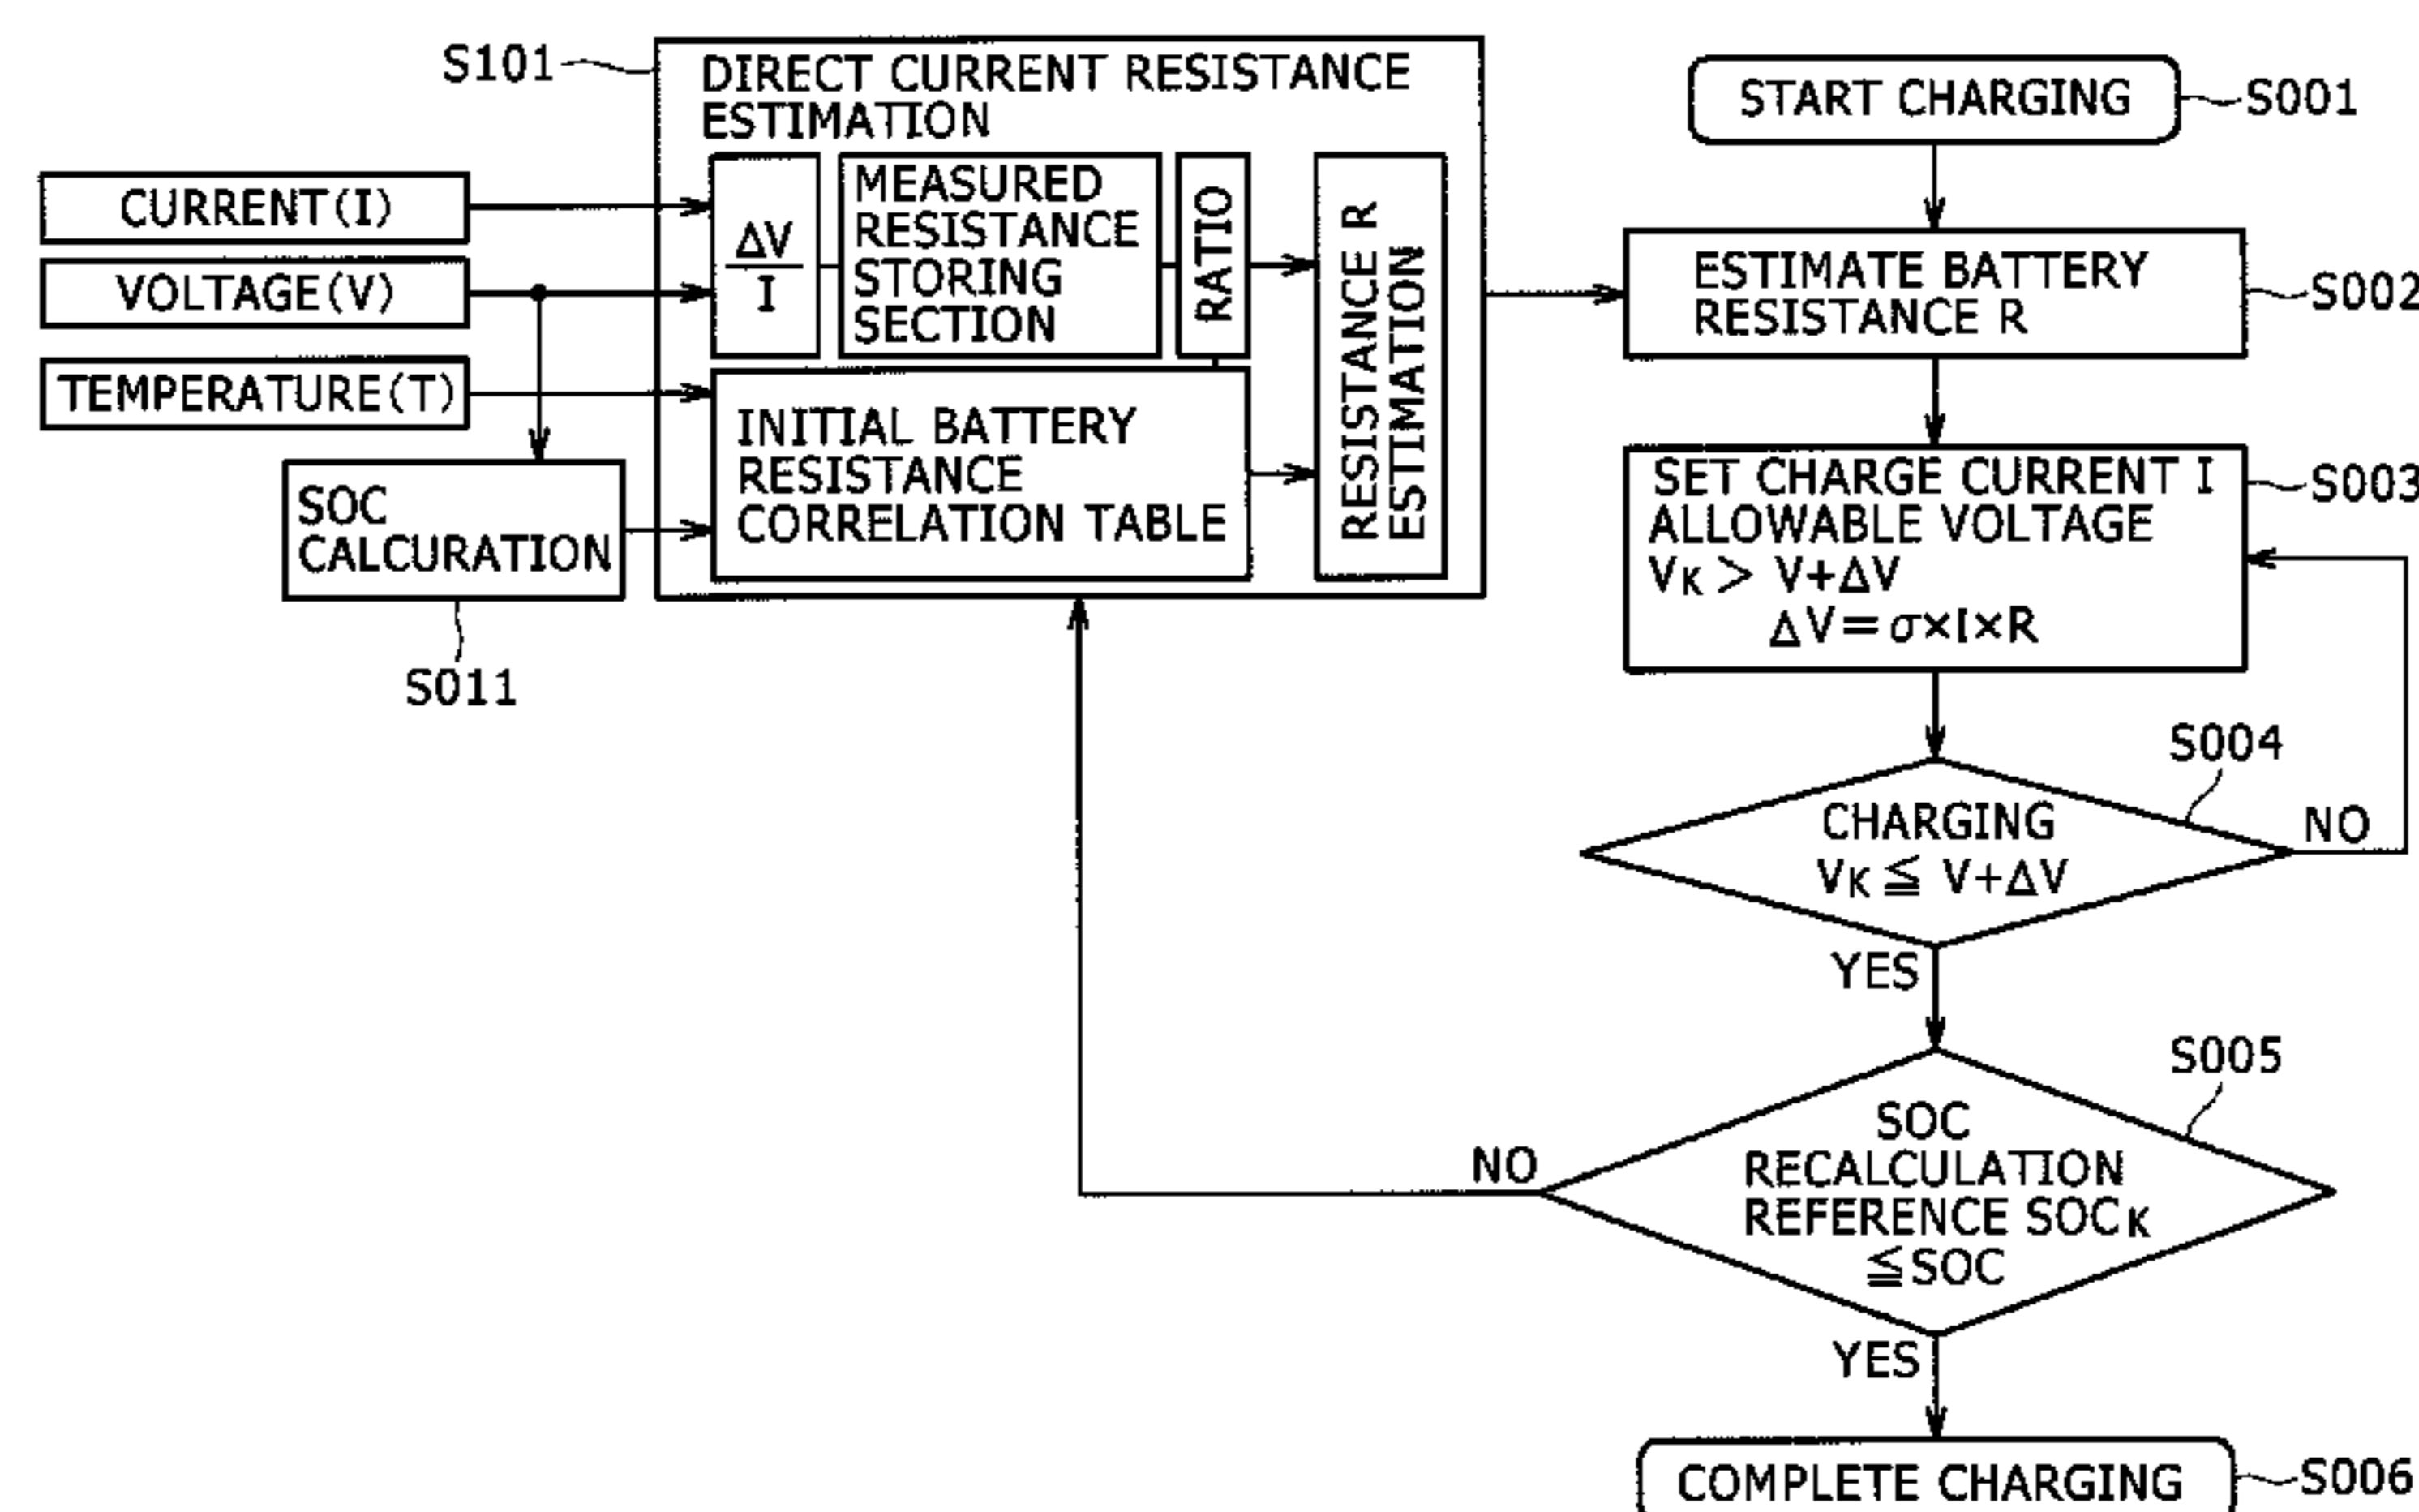 S101
DIRECT CURRENT RESISTANCE
ESTIMATION
CURRENT(I)
VOLTAGE(V)
TEMPERATURE(T)
ΔV
I
MEASURED
RESISTANCE
STORING
SECTION
RATIO
RESISTANCE R
ESTIMATION
INITIAL BATTERY
RESISTANCE
CORRELATION TABLE
SOC
CALCURATION
S011
START CHARGING
S001
ESTIMATE BATTERY
RESISTANCE R
S002
SET CHARGE CURRENT I
ALLOWABLE VOLTAGE
VK > V+ΔV
ΔV=σ×I×R
S003
S004
CHARGING
VK ≦ V+ΔV
NO
YES
S005
SOC
RECALCULATION
REFERENCE SOCK
≦SOC
NO
YES
COMPLETE CHARGING
S006